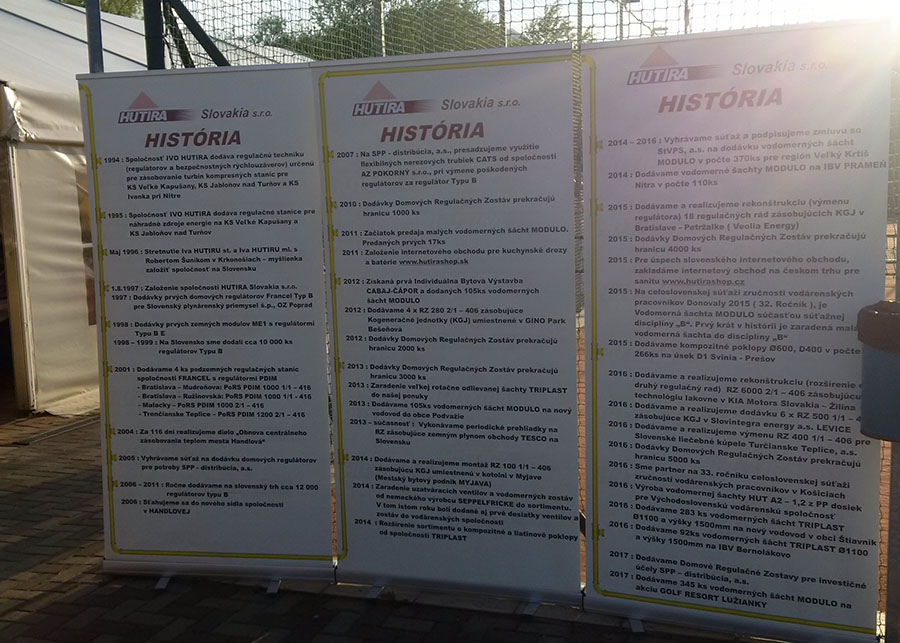 HUTIRA Slovakia s.r.o.
HISTÓRIA
1994 : Spoločnosť IVO HUTIRA dodáva regulačnú techniku
(regulátorov a bezpečnostných rýchlouzáverov) určenú
pre zásobovanie turbín kompresných staníc pre
KS Veľké Kapušany, KS Jabloňov nad Turňov a KS
Ivanka pri Nitre
1995 : Spoločnosť IVO HUTIRA dodáva regulačné stanice pre
náhradné zdroje energie na KS Veľké Kapušany a
KS Jabloňov nad Turňov
Máj 1996 : Stretnutie Iva HUTIRU st. a Iva HUTIRU ml. s
Robertom Šuníkom v Krkonošiach – myšlienka
založiť spoločnosť na Slovensku
1.8.1997 : Založenie spoločnosti HUTIRA Slovakia s.r.o.
1997 : Dodávky prvých domových regulátorov Francel Typ B
pre Slovenský plynárenský priemysel š.p., OZ Poprad
1998 : Dodávky prvých zemných modulov ME1 s regulátormi
Typ B E
1998 – 1999 : Na Slovensko sme dodali cca 10 000 ks
regulátorov Typu B
2001 : Dodávame 4 ks podzemných regulačných staníc
spoločnosti FRANCEL s regulátormi PDIM
- Bratislava – Mudreňovu: PoRS PDIM 1000 1/1 – 416
- Bratislava – Ružinovská: PoRS PDIM 1000 1/1 – 416
- Malacky – PoRS PDIM 1000 2/1 – 416
- Trenčianske Teplice – PoRS PDIM 1200 2/1 – 416
2004 : Za 116 dní realizujeme dielo „Obnova centrálneho
zásobovania teplom mesta Handlová"
2005 : Vyhrávame súťaž na dodávku domových regulátorov
pre potreby SPP - distribúcia, a.s.
2006 – 2011 : Ročne dodávame na slovenský trh cca 12 000
regulátorov typu B
2006 : Sťahujeme sa do nového sídla spoločnosti
v HANDLOVEJ
HUTIRA Slovakia s.r.o.
HISTÓRIA
2007 : Na SPP - distribúcia, a.s., presadzujeme využitie
flexibilných nerezových trubiek CATS od spoločnosti
AZ POKORNY s.r.o., pri výmene poškodených
regulátorov za regulátor Typu B
2010 : Dodávky Domových Regulačných Zostáv prekračujú
hranicu 1000 ks
2011 : Začiatok predaja malých vodomerných šácht MODULO.
Predaných prvých 17ks
2011 : Založenie internetového obchodu pre kuchynské drezy
a batérie www.hutirashop.sk
2012 : Získaná prvá Individuálna Bytová Výstavba
CABAJ-ČÁPOR a dodaných 105ks vodomerných
šácht MODULO
2012 : Dodávame 4 x RZ 280 2/1 – 406 zásobujúce
Kogeneračné jednotky (KGJ) umiestnené v GINO Park
Bešeňová
2012 : Dodávky Domových Regulačných Zostáv prekračujú
hranicu 2000 ks
2013 : Dodávky Domových Regulačných Zostáv prekračujú
hranicu 3000 ks
2013 : Zaradenie veľkej rotačne odlievanej šachty TRIPLAST
do našej ponuky
2013 : Dodávame 105ks vodomerných šácht MODULO na nový
vodovod do obce Podvažie
2013 – súčasnosť : Vykonávame periodické prehliadky na
RZ zásobujúce zemným plynom obchody TESCO na
Slovensku
2014 : Dodávame a realizujeme montáž RZ 100 1/1 – 406
zásobujúcu KGJ umiestnenú v kotolni v Myjave
(Mestský bytový podnik MYJAVA)
2014 : Zaradenie uzatváracích ventilov a vodomerných zostáv
od nemeckého výrobcu SEPPELFRICKE do sortimentu.
V tom istom roku boli dodané aj prvé desiatky ventilov a
zostáv do vodárenských spoločností
2014 : Rozšírenie sortimentu o kompozitné a liatinové poklopy
od spoločnosti TRIPLAST
HUTIRA Slovakia s.r.o.
HISTÓRIA
2014 – 2016 : Vyhrávame súťaž a podpisujeme zmluvu so
StVPS, a.s. na dodávku vodomerných šácht
MODULO v počte 370ks pre región Veľký Krtíš
2014 : Dodávame vodomerné šachty MODULO na IBV PRAMEŇ
Nitra v počte 110ks
2015 : Dodávame a realizujeme rekonštrukciu (výmenu
regulátora) 18 regulačných rád zásobujúcich KGJ v
Bratislave - Petržalke ( Veolia Energy)
2015 : Dodávky Domových Regulačných Zostáv prekračujú
hranicu 4000 ks
2015 : Pre úspech slovenského internetového obchodu,
zakladáme internetový obchod na českom trhu pre
sanitu www.hutirashop.cz
2015 : Na celoslovenskej súťaži zručnosti vodárenských
pracovníkov Donovaly 2015 ( 32. Ročník ), je
Vodomerná šachta MODULO súčasťou súťažnej
disciplíny „B". Prvý krát v histórii je zaradená malá
vodomerná šachta do disciplíny „B"
2015 : Dodávame kompozitné poklopy Ø600, D400 v počte
266ks na úsek D1 Svinia - Prešov
2016 : Dodávame a realizujeme rekonštrukciu (rozšírenie o
druhý regulačný rad) RZ 6000 2/1 – 406 zásobujúcu
technológiu lakovne v KIA Motors Slovakia – Žilina
2016 : Dodávame a realizujeme dodávku 6 x RZ 500 1/1 – 4
zásobujúce KGJ v Slovintegra energy a.s. LEVICE
2016 : Dodávame a realizujeme výmenu RZ 400 1/1 – 406 pre
Slovenské liečebné kúpele Turčianske Teplice, a.s.
2016 : Dodávky Domových Regulačných Zostáv prekračujú
hranicu 5000 ks
2016 : Sme partner na 33. ročníku celoslovenskej súťaži
zručnosti vodárenských pracovníkov v Košiciach
2016 : Výroba vodomernej šachty HUT A2 – 1,2 z PP dosiek
pre Východoslovenskú vodárenskú spoločnosť
2016 : Dodávame 283 ks vodomerných šácht TRIPLAST
Ø1100 a výšky 1500mm na nový vodovod v obci Štiavnik
2016 : Dodávame 92ks vodomerných šácht TRIPLAST Ø1100
a výšky 1500mm na IBV Bernolákovo
2017 : Dodávame Domové Regulačné Zostavy pre investičné
účely SPP – distribúcia, a.s.
2017 : Dodávame 345 ks vodomerných šácht MODULO na
akciu GOLF RESORT LUŽIANKY